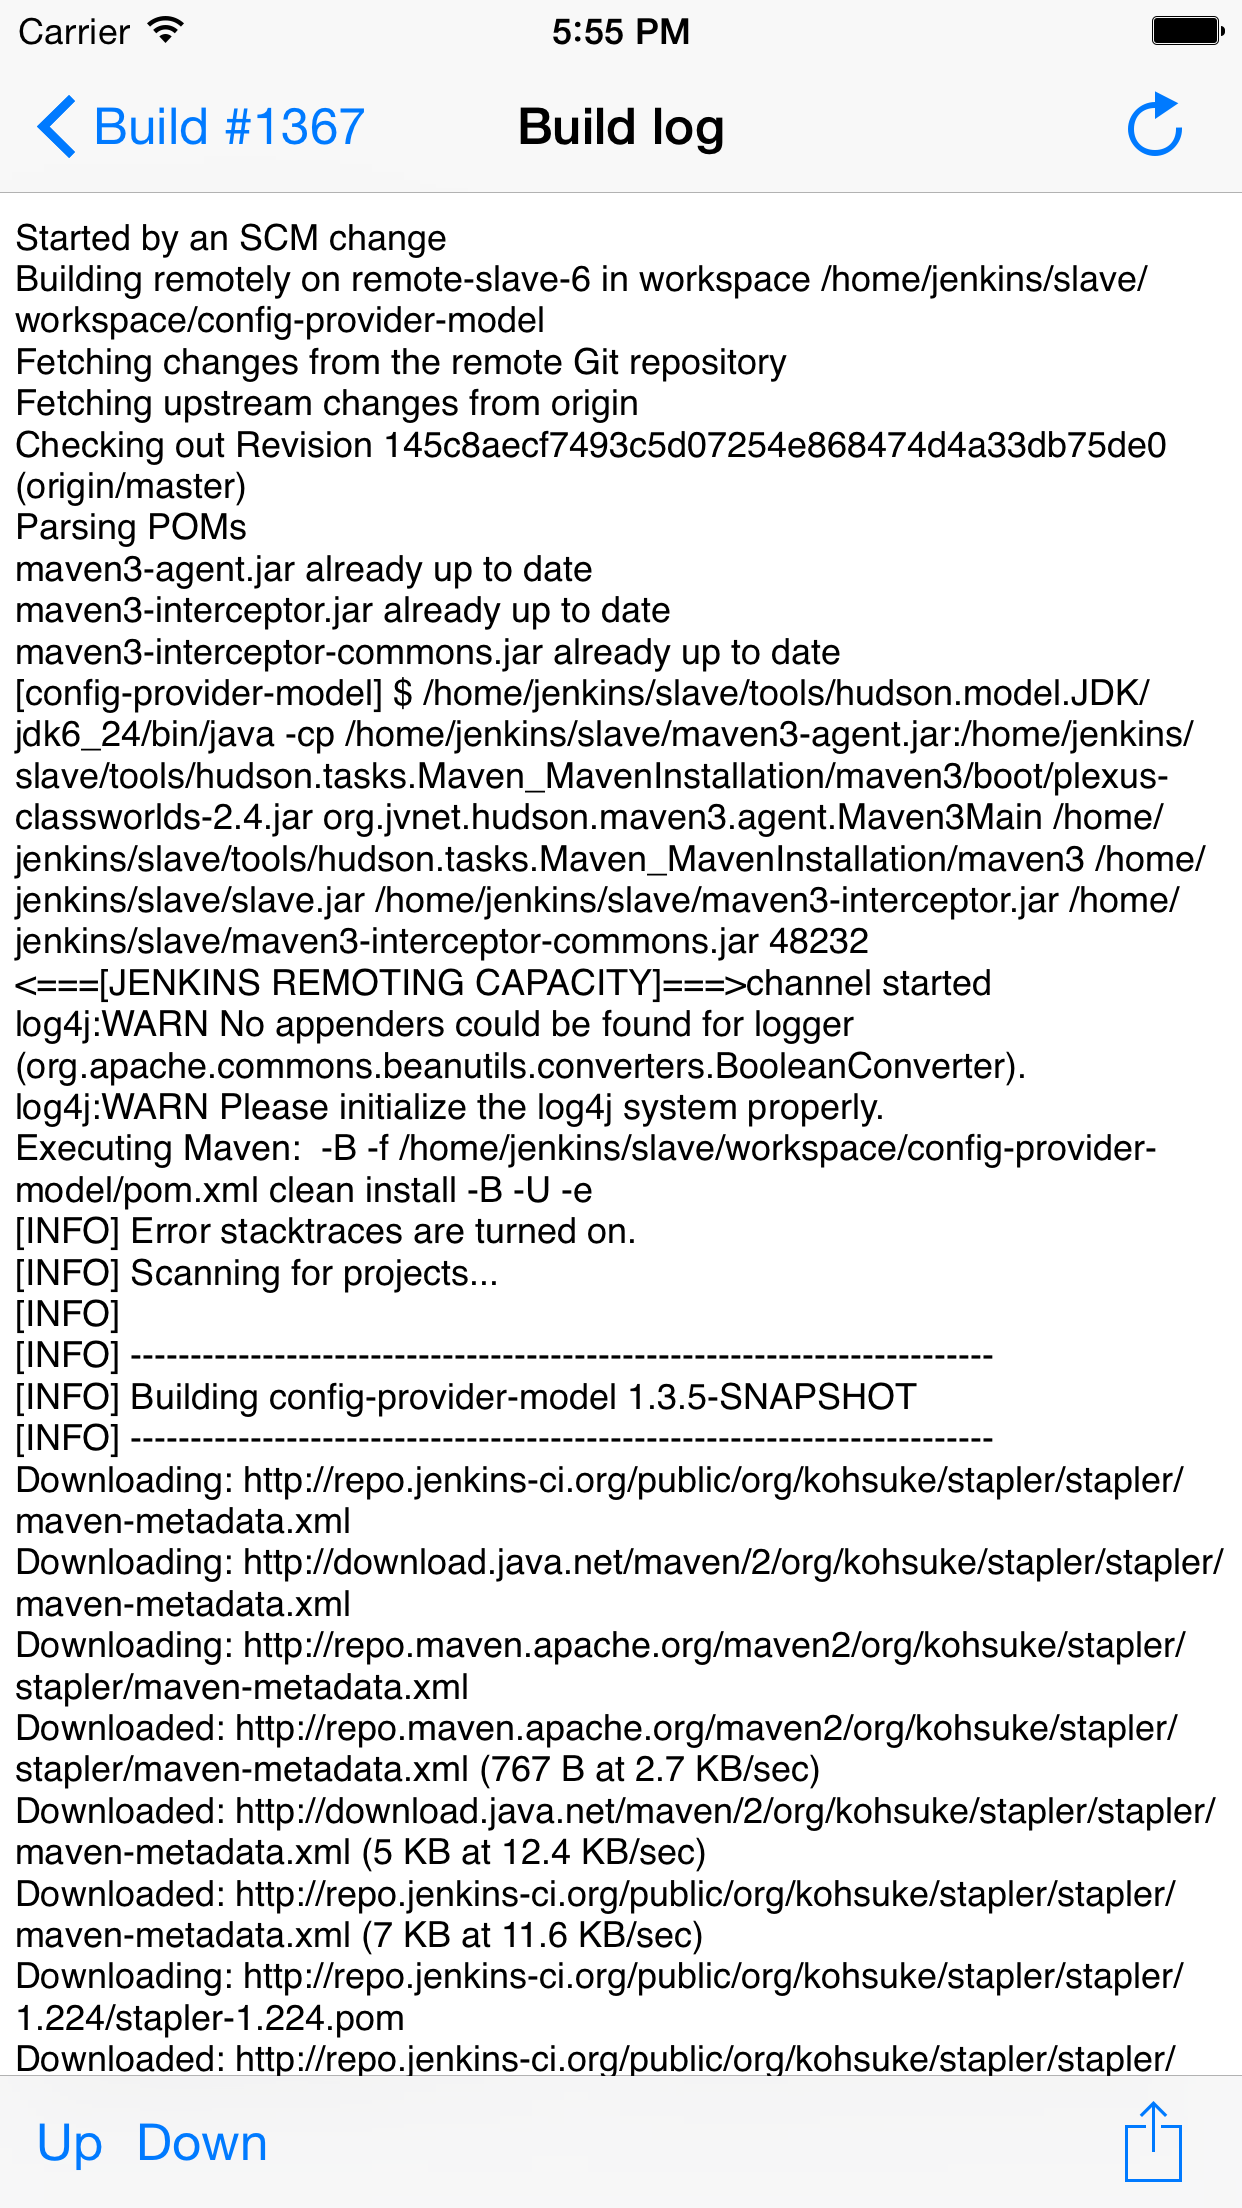 Carrier
5:55 PM
Build #1367
Build log
Started by an SCM change
Building remotely on remote-slave-6 in workspace /home/jenkins/slave/
workspace/config-provider-model
Fetching changes from the remote Git repository
Fetching upstream changes from origin
Checking out Revision 145c8aecf7493c5d07254e868474d4a33db75de0
(origin/master)
Parsing POMs
maven3-agent.jar already up to date
maven3-interceptor.jar already up to date
maven3-interceptor-commons.jar already up to date
[config-provider-model] $ /home/jenkins/slave/tools/hudson.model.JDK/
jdk6_24/bin/java -cp /home/jenkins/slave/maven3-agent.jar:/home/jenkins/
slave/tools/hudson.tasks.Maven_MavenInstallation/maven3/boot/plexus-
classworlds-2.4.jar org.jvnet.hudson.maven3.agent.Maven3Main /home/
jenkins/slave/tools/hudson.tasks.Maven_MavenInstallation/maven3 /home/
jenkins/slave/slave.jar /home/jenkins/slave/maven3-interceptor.jar /home/
jenkins/slave/maven3-interceptor-commons.jar 48232
<===[JENKINS REMOTING CAPACITY]===>channel started
log4j:WARN No appenders could be found for logger
(org.apache.commons.beanutils.converters.BooleanConverter).
log4j:WARN Please initialize the log4j system properly.
Executing Maven:  -B -f /home/jenkins/slave/workspace/config-provider-
model/pom.xml clean install -B -U -e
[INFO] Error stacktraces are turned on.
[INFO] Scanning for projects...
[INFO]
[INFO] ------------------------------------------------------------------------
[INFO] Building config-provider-model 1.3.5-SNAPSHOT
[INFO] ------------------------------------------------------------------------
Downloading: http://repo.jenkins-ci.org/public/org/kohsuke/stapler/stapler/
maven-metadata.xml
Downloading: http://download.java.net/maven/2/org/kohsuke/stapler/stapler/
maven-metadata.xml
Downloading: http://repo.maven.apache.org/maven2/org/kohsuke/stapler/
stapler/maven-metadata.xml
Downloaded: http://repo.maven.apache.org/maven2/org/kohsuke/stapler/
stapler/maven-metadata.xml (767 B at 2.7 KB/sec)
Downloaded: http://download.java.net/maven/2/org/kohsuke/stapler/stapler/
maven-metadata.xml (5 KB at 12.4 KB/sec)
Downloaded: http://repo.jenkins-ci.org/public/org/kohsuke/stapler/stapler/
maven-metadata.xml (7 KB at 11.6 KB/sec)
Downloading: http://repo.jenkins-ci.org/public/org/kohsuke/stapler/stapler/
1.224/stapler-1.224.pom
Downloaded: http://repo.jenkins-ci.org/public/org/kohsuke/stapler/stapler/
Up
Down